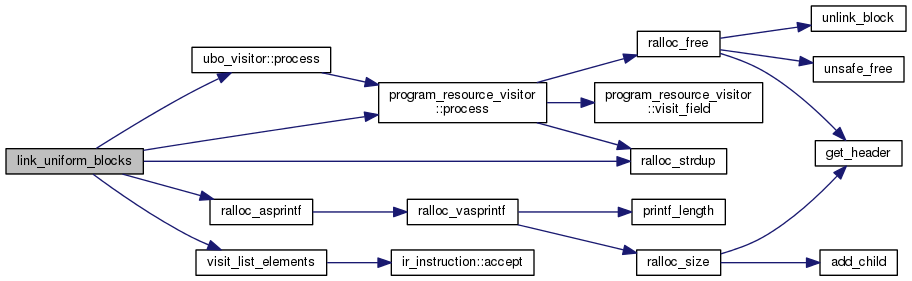 link_uniform_blocks
ubo_visitor::process
program_resource_visitor
::process
ralloc_asprintf
visit_list_elements
ralloc_vasprintf
ir_instruction::accept
ralloc_free
program_resource_visitor
::visit_field
ralloc_strdup
printf_length
ralloc_size
unlink_block
unsafe_free
get_header
add_child